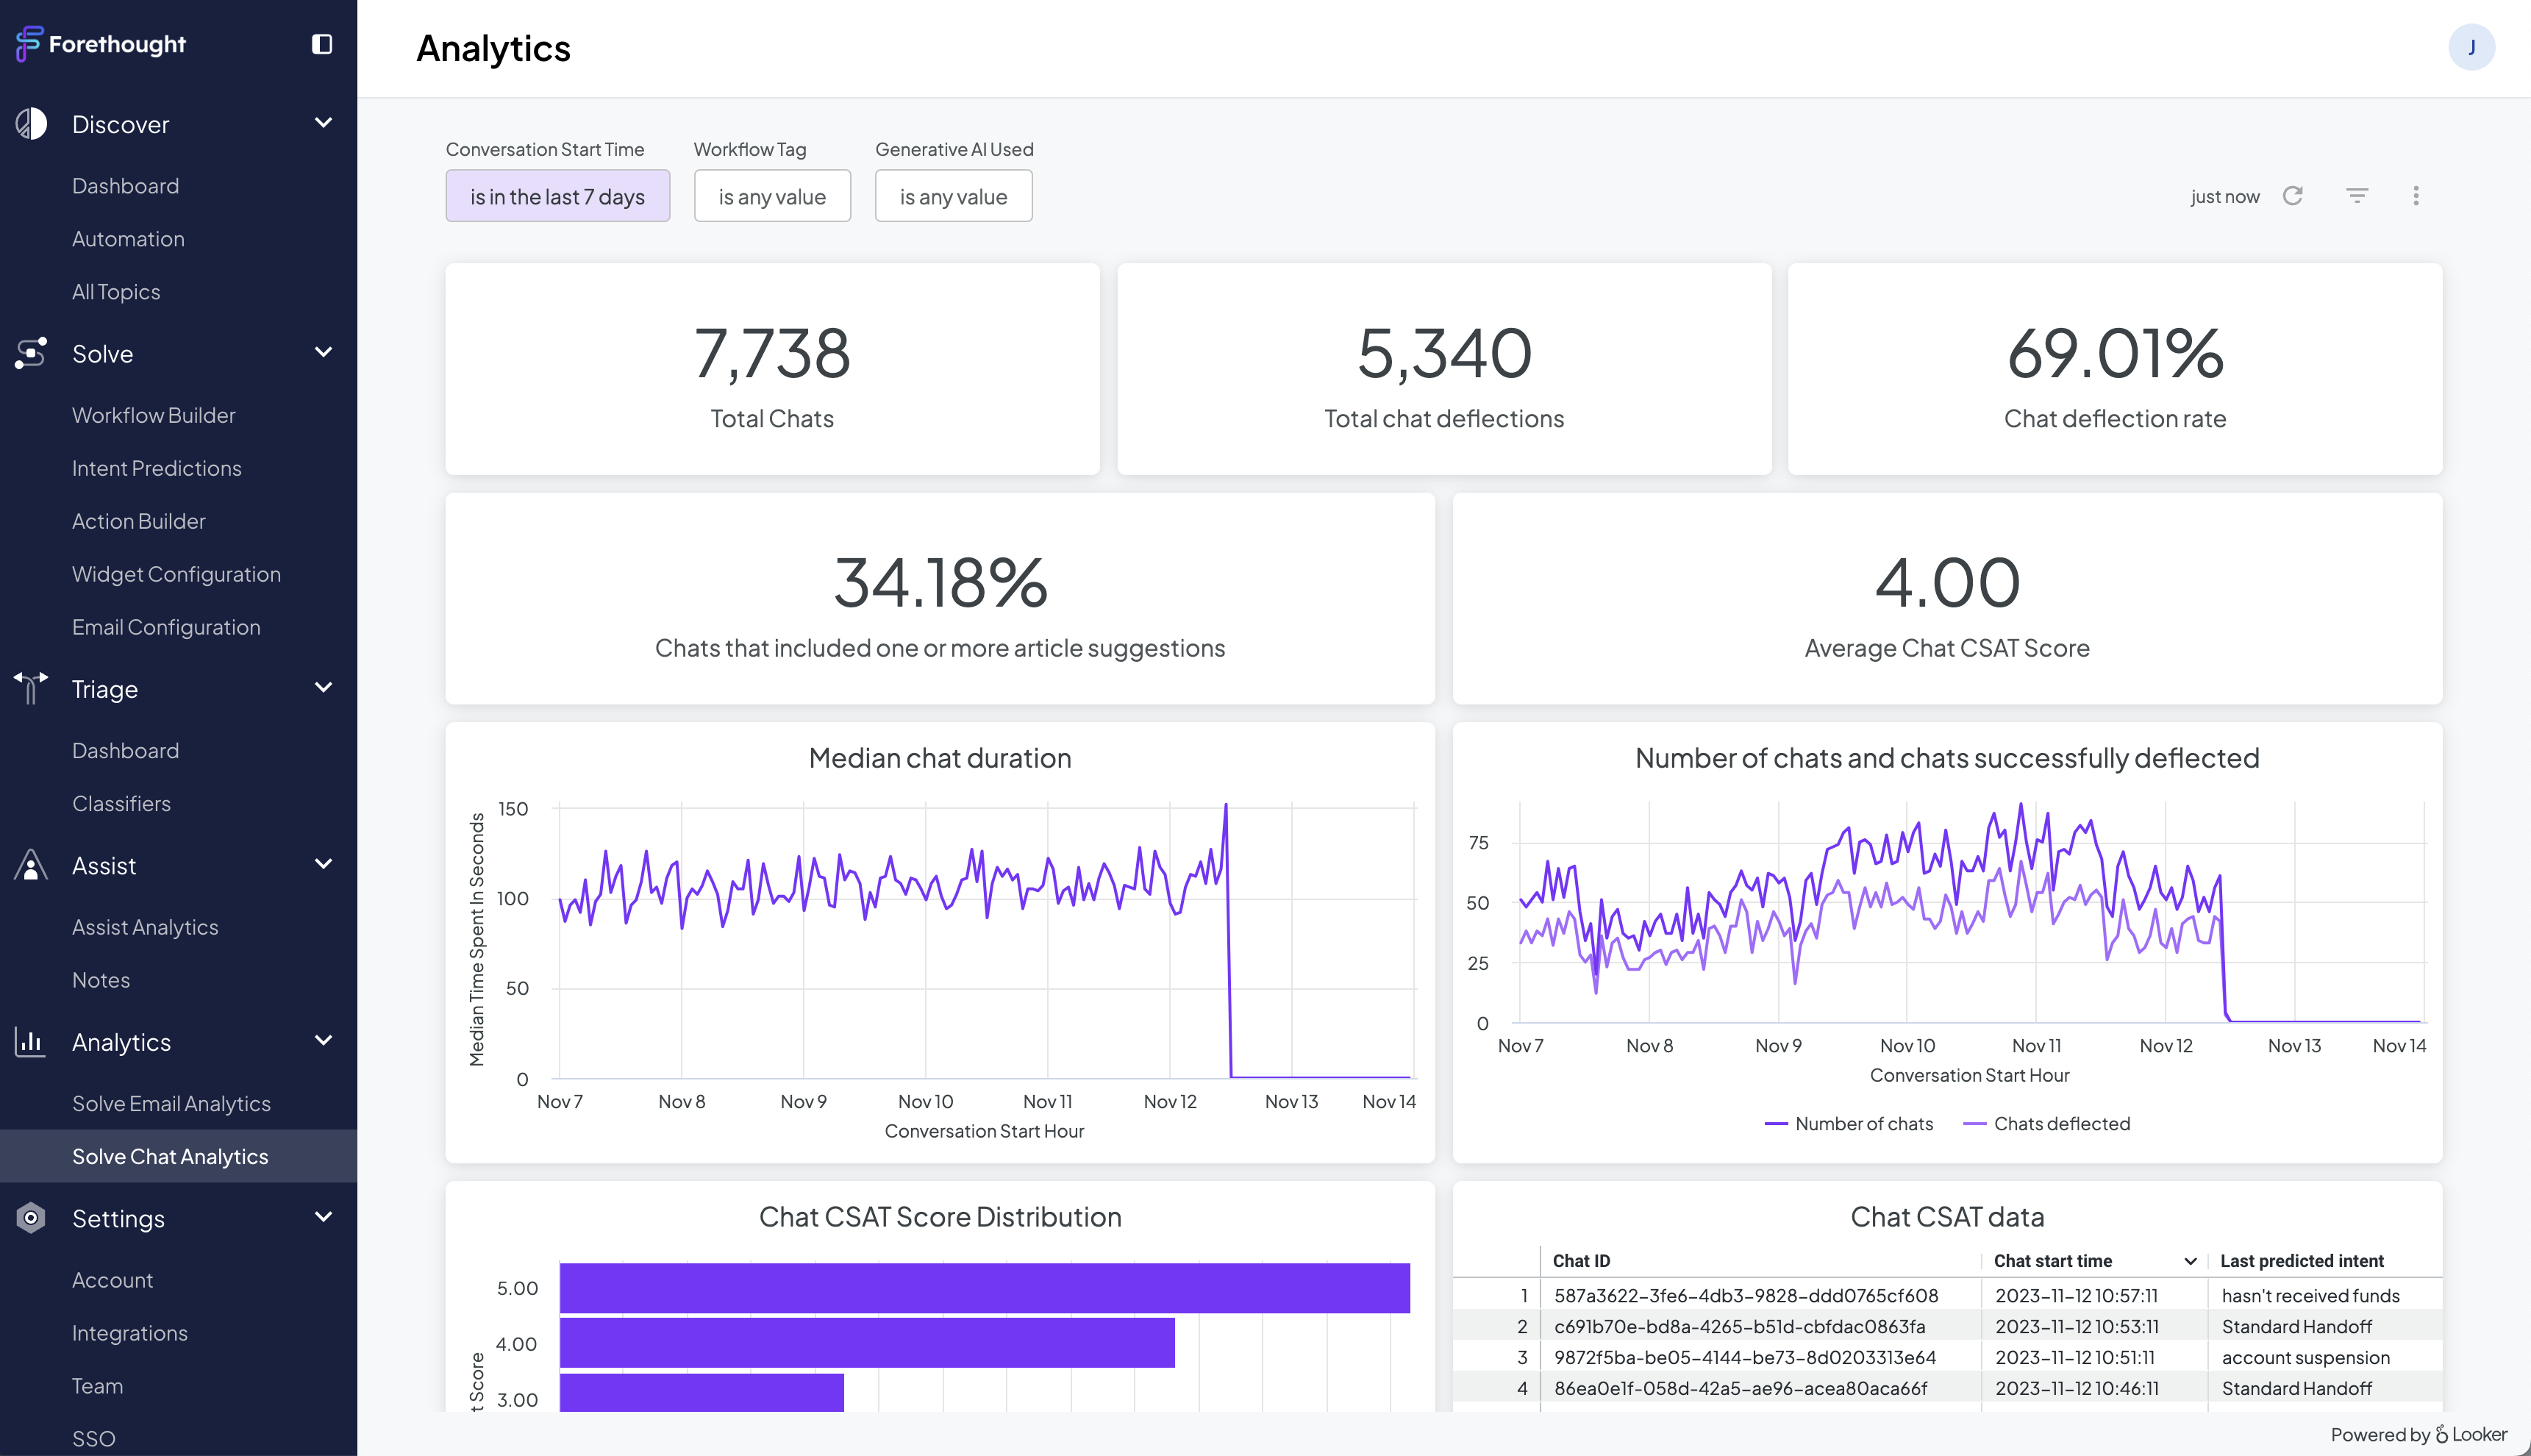 Forethought
Discover
Dashboard
Automation
All Topics
Solve
Workflow Builder
Intent Predictions
Action Builder
Widget Configuration
Email Configuration
Triage
Dashboard
Classifiers
Assist
Assist Analytics
Notes
Analytics
Solve Email Analytics
Solve Chat Analytics
Settings
Account
Integrations
Team
SSO
Analytics
J
Conversation Start Time
is in the last 7 days
Workflow Tag
is any value
Generative AI Used
is any value
just now
7,738
Total Chats
5,340
Total chat deflections
69.01%
Chat deflection rate
34.18%
Chats that included one or more article suggestions
4.00
Average Chat CSAT Score
Median chat duration
Median Time Spent In Seconds
150
100
50
0
Nov 7 Nov 8 Nov 9 Nov 10 Nov 11 Nov 12 Nov 13 Nov 14
Conversation Start Hour
Number of chats and chats successfully deflected
75
50
25
0
Nov 7 Nov 8 Nov 9 Nov 10 Nov 11 Nov 12 Nov 13 Nov 14
Conversation Start Hour
Number of chats Chats deflected
Chat CSAT Score Distribution
5.00
4.00
3.00
t Score
Chat CSAT data
Chat ID Chat start time Last predicted intent
1 587a3622-3fe6-4db3-9828-ddd0765cf608 2023-11-12 10:57:11 hasn't received funds
2 c691b70e-bd8a-4265-b51d-cbfdac0863fa 2023-11-12 10:53:11 Standard Handoff
3 9872f5ba-be05-4144-be73-8d0203313e64 2023-11-12 10:51:11 account suspension
4 86ea0e1f-058d-42a5-ae96-acea80aca66f 2023-11-12 10:46:11 Standard Handoff
Powered by Looker